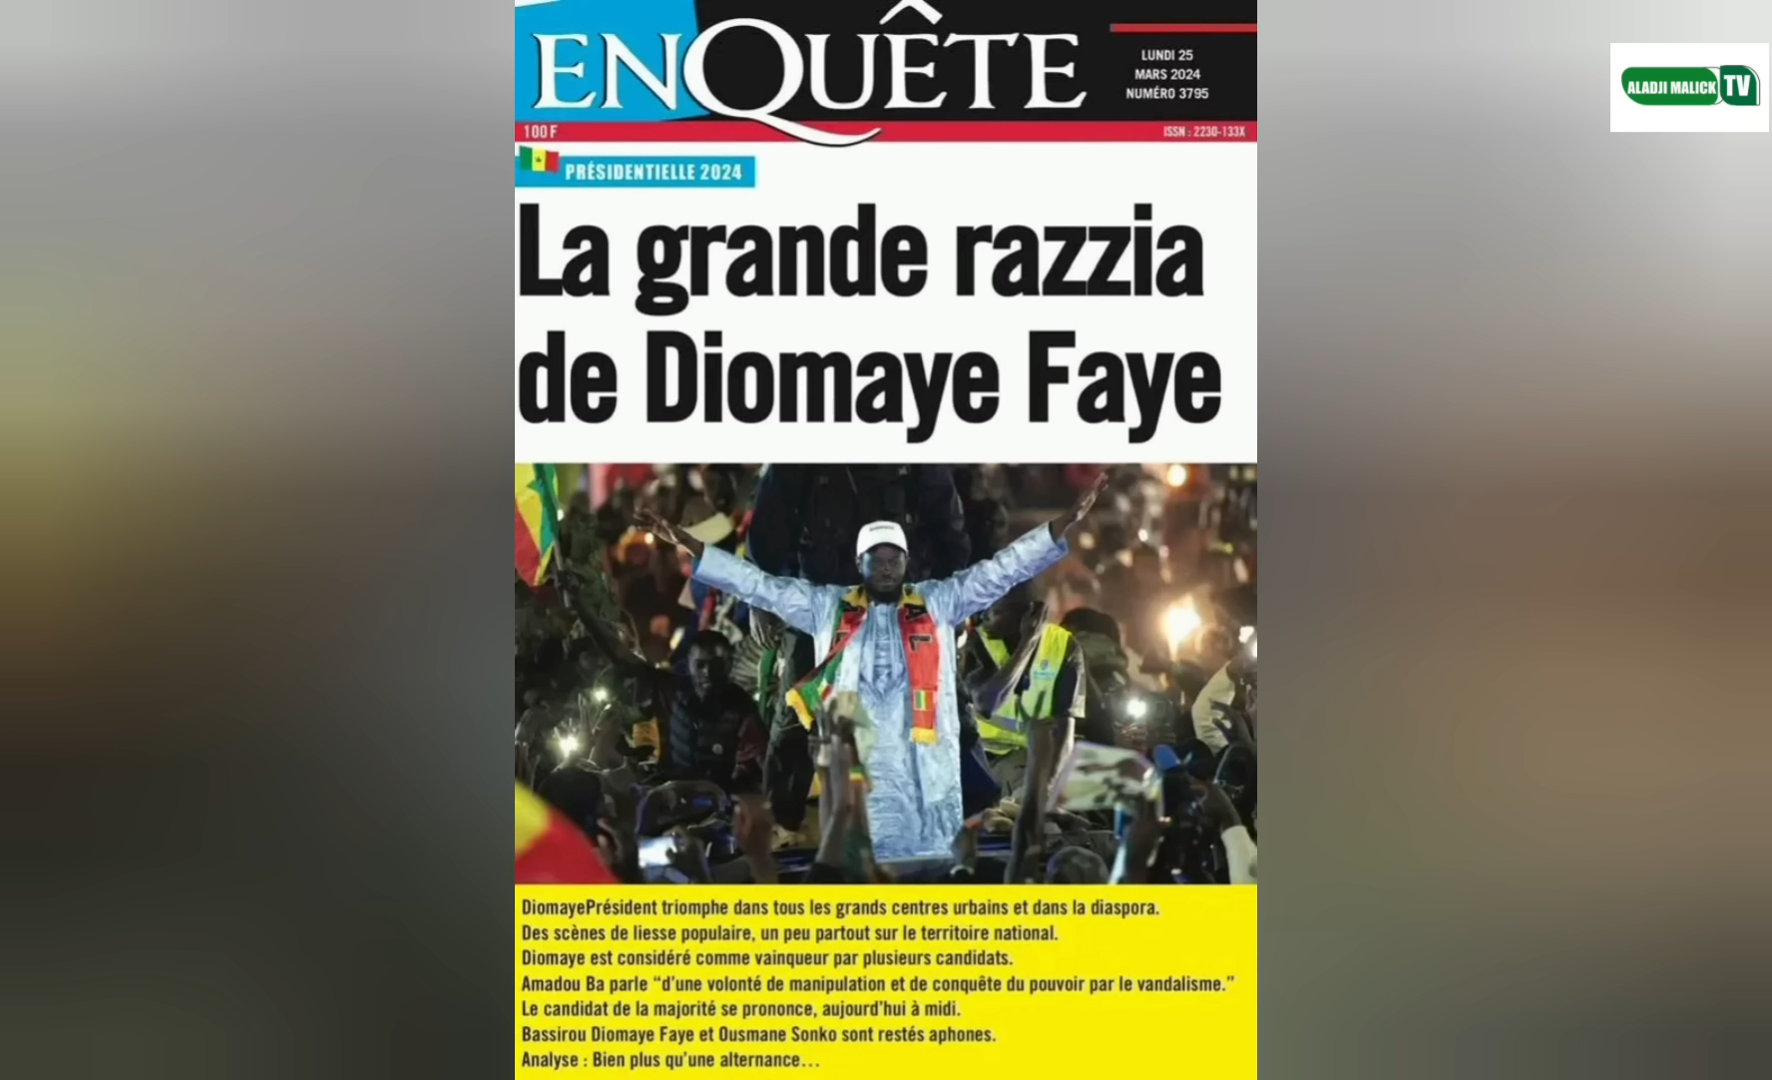 ENQUÊTE
LUNDI 25
MARS 2024
NUMÉRO 3795
ALADJI MALICK TV
100 F
ISSN : 2230-133X
PRÉSIDENTIELLE 2024
La grande razzia
de Diomaye Faye
DiomayePrésident triomphe dans tous les grands centres urbains et dans la diaspora.
Des scènes de liesse populaire, un peu partout sur le territoire national.
Diomaye est considéré comme vainqueur par plusieurs candidats.
Amadou Ba parle “d’une volonté de manipulation et de conquête du pouvoir par le vandalisme.”
Le candidat de la majorité se prononce, aujourd’hui à midi.
Bassirou Diomaye Faye et Ousmane Sonko sont restés aphones.
Analyse : Bien plus qu’une alternance…